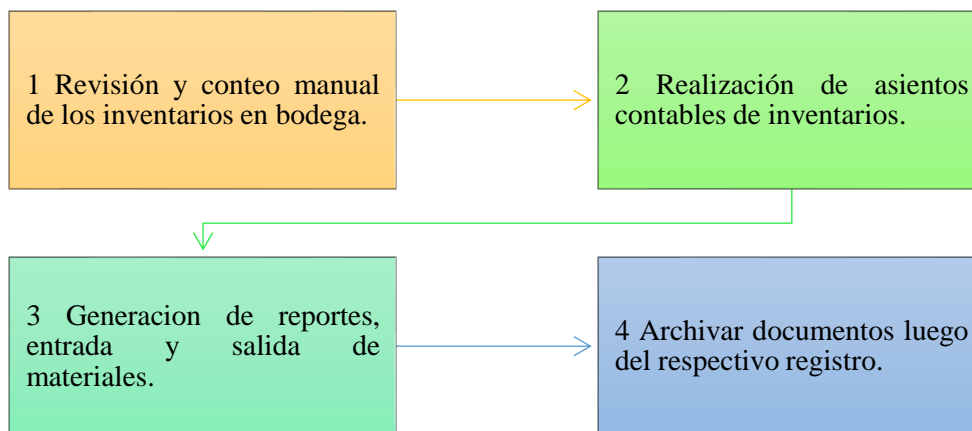 1 Revisión y conteo manual
de los inventarios en bodega.
2 Realización de asientos
contables de inventarios.
3 Generacion de reportes,
entrada y salida de
materiales.
4 Archivar documentos luego
del respectivo registro.